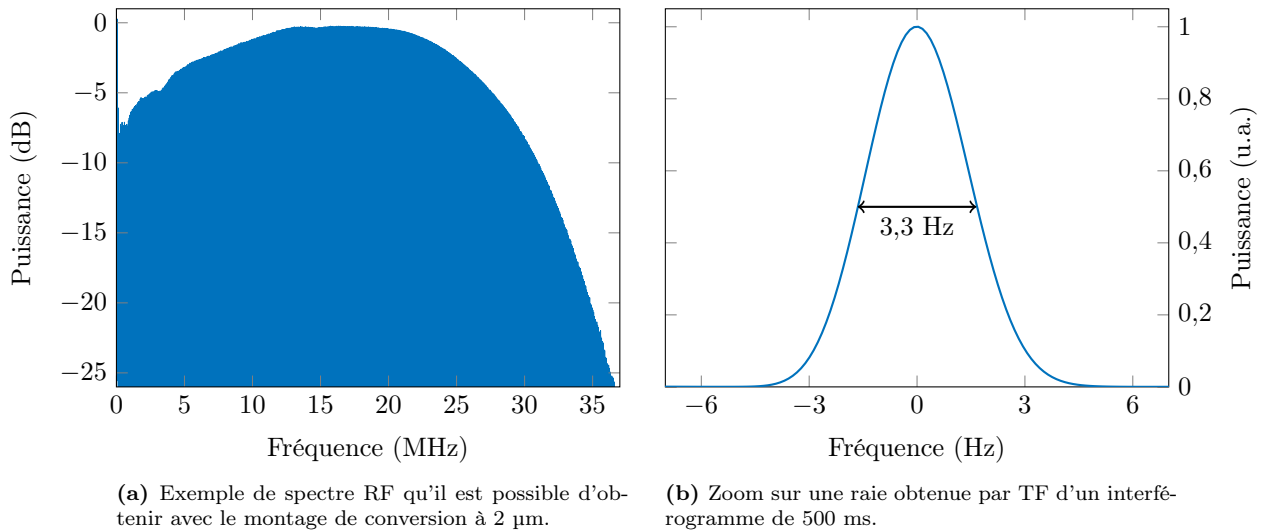 0
−5
−10
−15
−20
−25
Puissance (dB)
0 5 10 15 20 25 30 35
Fréquence (MHz)
(a) Exemple de spectre RF qu'il est possible d'ob-
tenir avec le montage de conversion à 2 µm.
3,3 Hz
1
0,8
0,6
0,4
0,2
0
Puissance (u.a.)
−6 −3 0 3 6
Fréquence (Hz)
(b) Zoom sur une raie obtenue par TF d'un interfé-
rogramme de 500 ms.